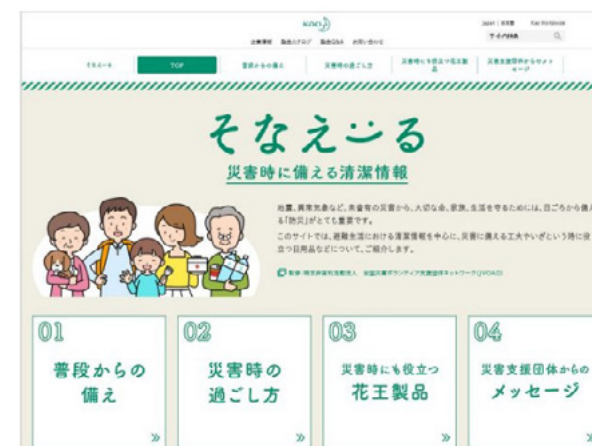 Kao
企業情報 製品カタログ 製品Q&A お問い合わせ
サイト内検索
そなえーる
TOP
普段からの備え
災害時の過ごし方
災害時にも役立つ花王製品
災害支援団体からのメッセージ
そなえーる
災害時に備える清潔情報
地震、異常気象など、未曾有の災害から、大切な命、家族、生活を守るためには、日ごろから備え
る「防災」がとても重要です。
このサイトでは、避難生活における清潔情報を中心に、災害に備える工夫やいざという時に役
立つ日用品などについて、ご紹介します。
監修：特定非営利活動法人 全国災害ボランティア支援団体ネットワーク(JVOAD)
01
普段からの
備え
02
災害時の
過ごし方
03
災害時にも役立つ
花王製品
04
災害支援団体からの
メッセージ